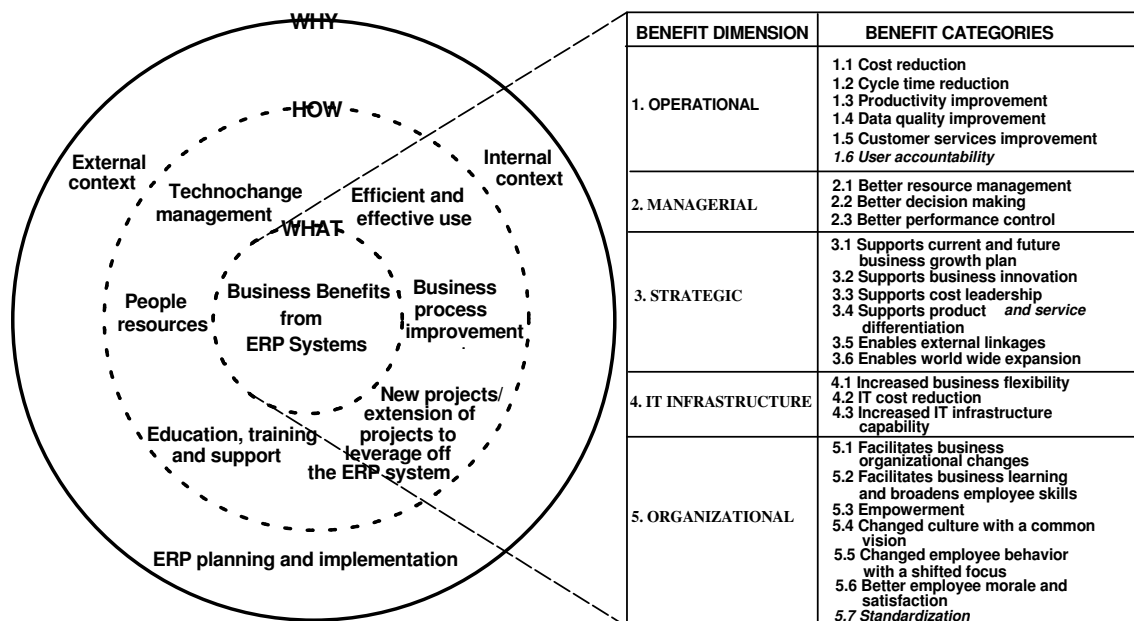 WHY
HOW
External
context
Internal
context
Technochange
management
Efficient and
effective use
WHAT
People
resources
Business Benefits
from
ERP Systems
Business
process
improvement
New projects/
extension of
projects to
leverage off
the ERP system
Education, training
and support
ERP planning and implementation
BENEFIT DIMENSION
BENEFIT CATEGORIES
1. OPERATIONAL
1.1 Cost reduction
1.2 Cycle time reduction
1.3 Productivity improvement
1.4 Data quality improvement
1.5 Customer services improvement
1.6 User accountability
2. MANAGERIAL
2.1 Better resource management
2.2 Better decision making
2.3 Better performance control
3. STRATEGIC
3.1 Supports current and future
business growth plan
3.2 Supports business innovation
3.3 Supports cost leadership
3.4 Supports product and service
differentiation
3.5 Enables external linkages
3.6 Enables world wide expansion
4. IT INFRASTRUCTURE
4.1 Increased business flexibility
4.2 IT cost reduction
4.3 Increased IT infrastructure
capability
5. ORGANIZATIONAL
5.1 Facilitates business
organizational changes
5.2 Facilitates business learning
and broadens employee skills
5.3 Empowerment
5.4 Changed culture with a common
vision
5.5 Changed employee behavior
with a shifted focus
5.6 Better employee morale and
satisfaction
5.7 Standardization